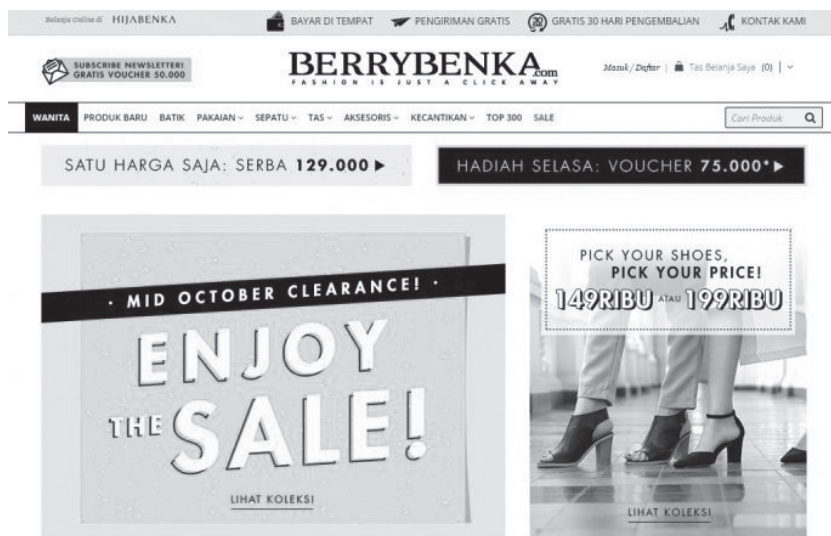 Belanja Online di HIJABENKA BAYAR DI TEMPAT PENGIRIMAN GRATIS 30 GRATIS 30 HARI PENGEMBALIAN KONTAK KAMI
SUBSCRIBE NEWSLETTER!
GRATIS VOUCHER 50.000
BERRYBENKA.com
FASHION IS JUST A CLICK AWAY
Masuk/Daftar | Tas Belanja Saya (0) |
WANITA PRODUK BARU BATIK PAKAIAN SEPATU TAS AKSESORIS KECANTIKAN TOP 300 SALE Cari Produk
SATU HARGA SAJA: SERBA 129.000
HADIAH SELASA: VOUCHER 75.000*
· MID OCTOBER CLEARANCE! ·
ENJOY
THE SALE!
LIHAT KOLEKSI
PICK YOUR SHOES,
PICK YOUR PRICE!
149RIBU ATAU 199RIBU
LIHAT KOLEKSI